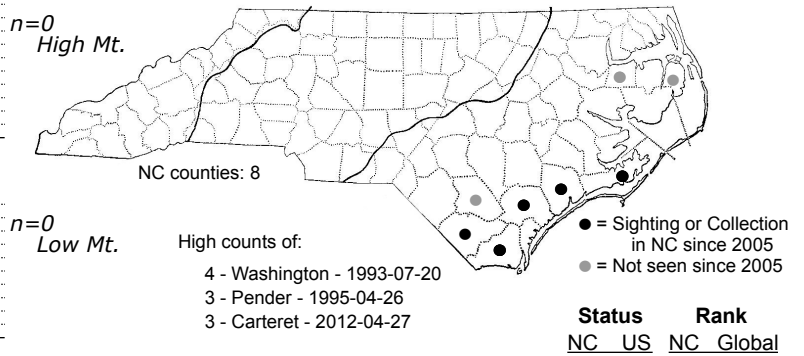 n=0
High Mt.
NC counties: 8
n=0
Low Mt.
High counts of:
4 - Washington - 1993-07-20
3 - Pender - 1995-04-26
3 - Carteret - 2012-04-27
= Sighting or Collection
in NC since 2005
= Not seen since 2005
Status Rank
NC US NC Global